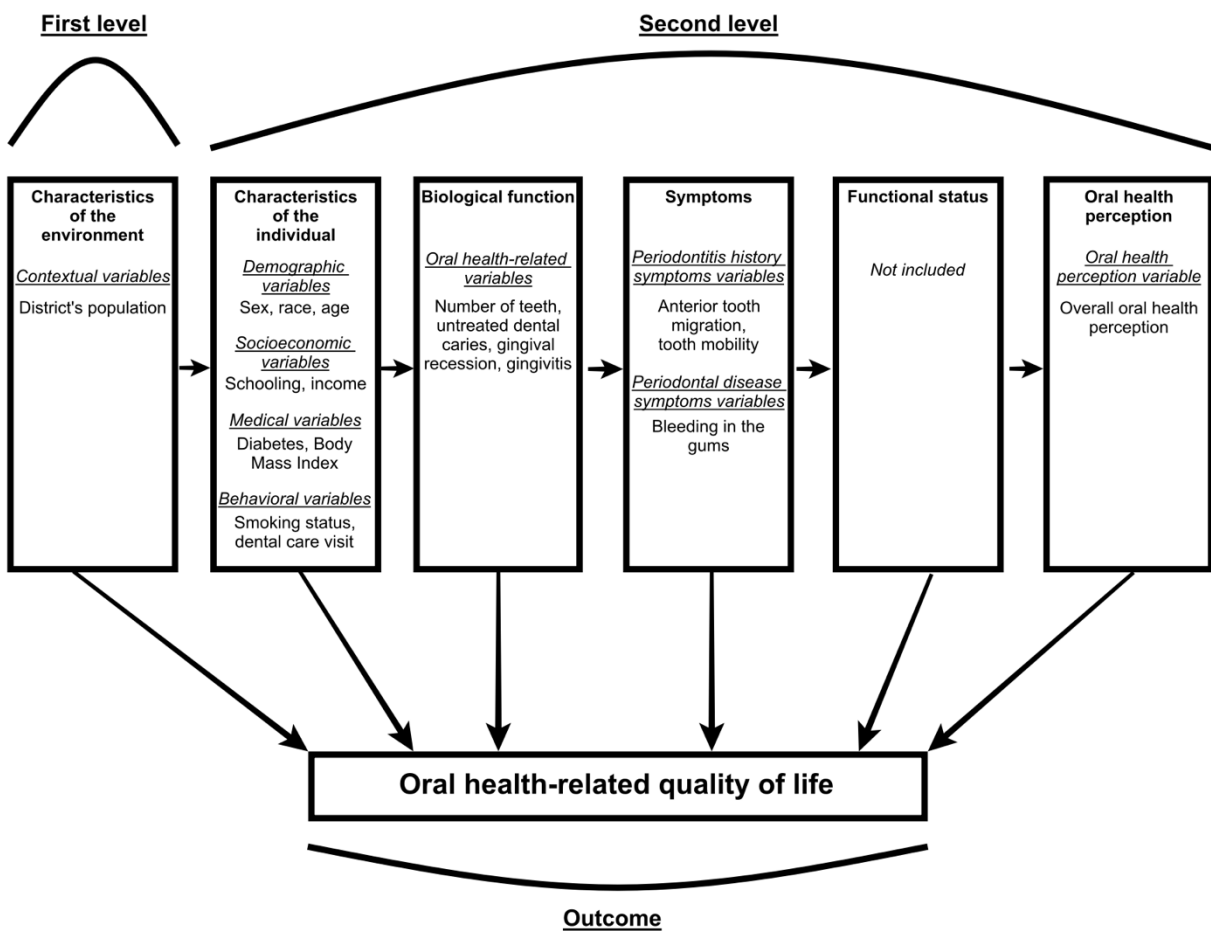 First level
Second level
Characteristics
of the
environment
Contextual variables
District's population
Characteristics
of the
individual
Demographic
variables
Sex, race, age
Socioeconomic
variables
Schooling, income
Medical variables
Diabetes, Body
Mass Index
Behavioral variables
Smoking status,
dental care visit
Biological function
Oral health-related
variables
Number of teeth,
untreated dental
caries, gingival
recession, gingivitis
Symptoms
Periodontitis history
symptoms variables
Anterior tooth
migration,
tooth mobility
Periodontal disease
symptoms variables
Bleeding in the
gums
Functional status
Not included
Oral health
perception
Oral health
perception variable
Overall oral health
perception
Oral health-related quality of life
Outcome